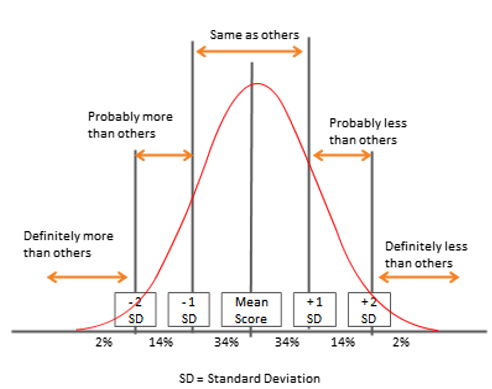 Same as others
Probably more
than others
Probably less
than others
Definitely more
than others
Definitely less
than others
- 2
SD
- 1
SD
Mean
Score
+ 1
SD
+ 2
SD
2% 14% 34% 34% 14% 2%
SD = Standard Deviation